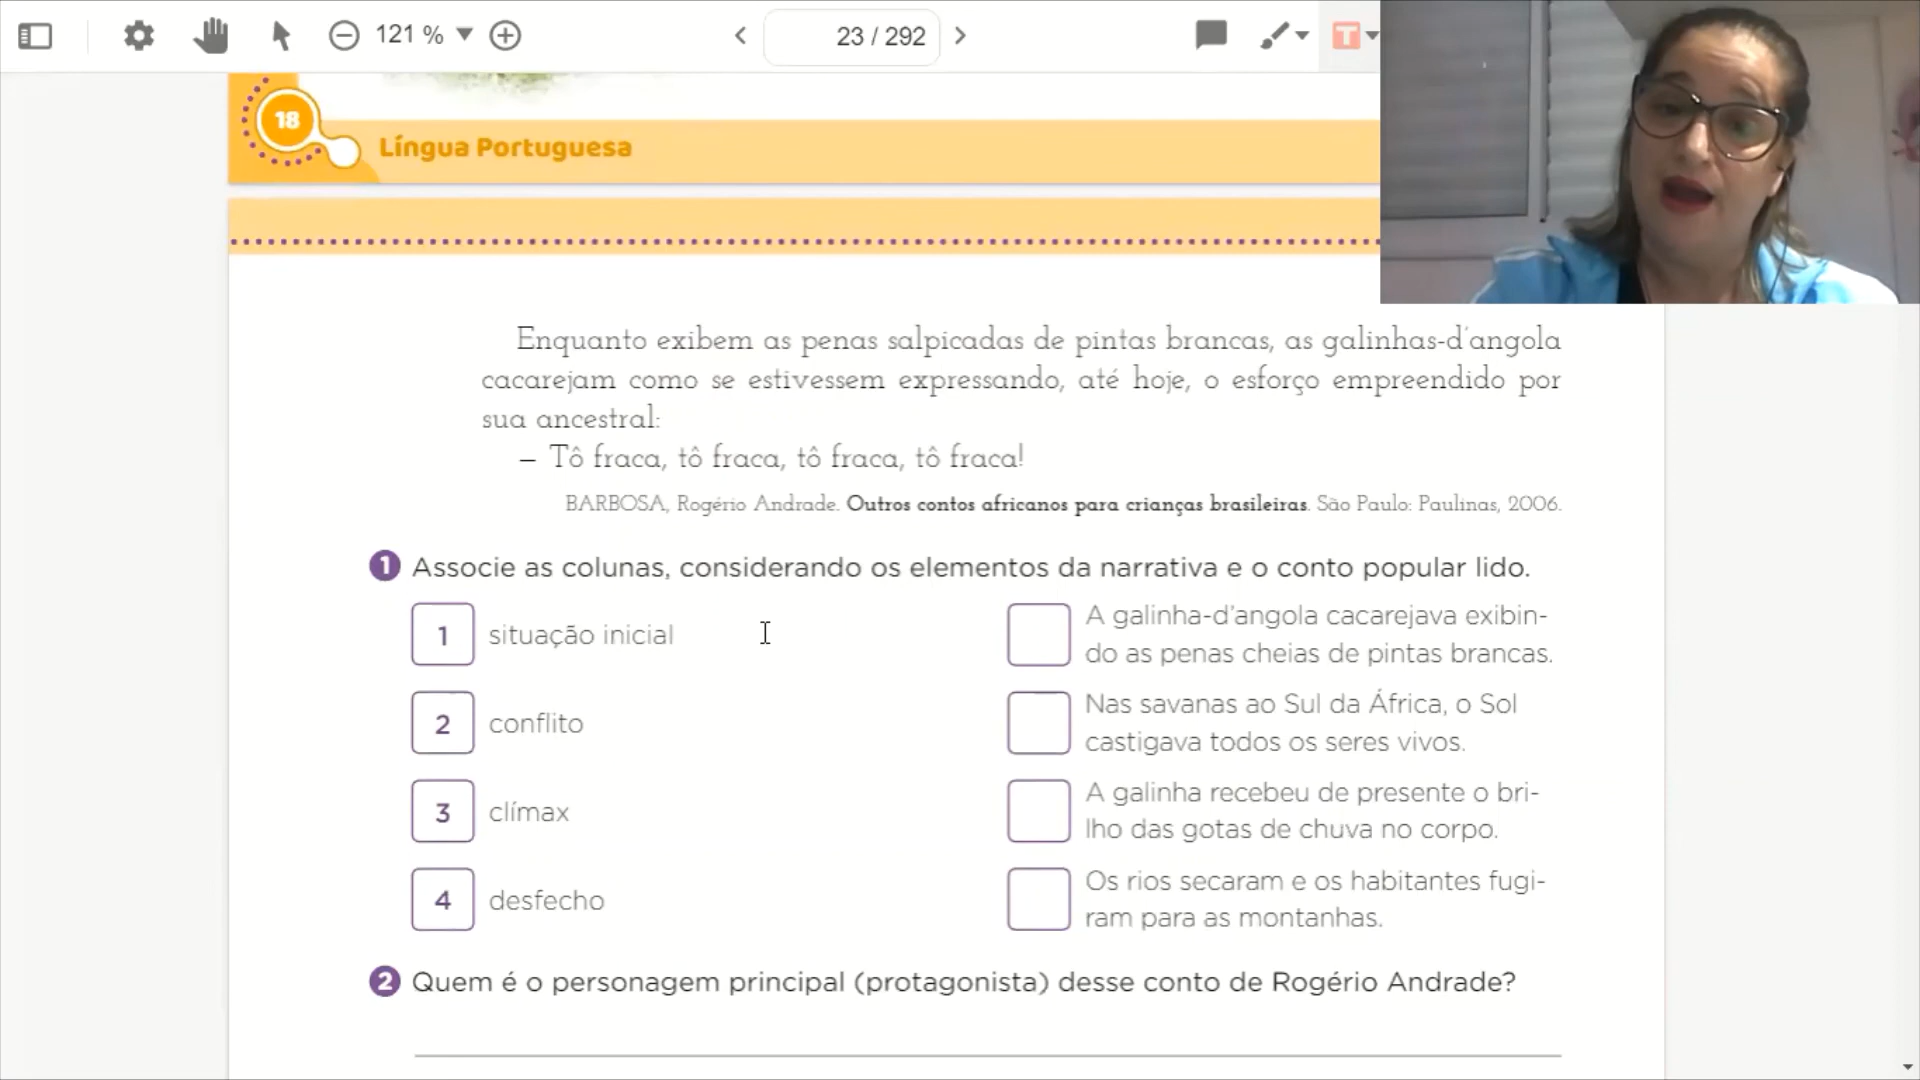 121 %
23 / 292
T
18
Língua Portuguesa
Enquanto exibem as penas salpicadas de pintas brancas, as galinhas-d'angola
cacarejam como se estivessem expressando, até hoje, o esforço empreendido por
sua ancestral:
– Tô fraca, tô fraca, tô fraca, tô fraca!
BARBOSA, Rogério Andrade. Outros contos africanos para crianças brasileiras. São Paulo: Paulinas, 2006.
1 Associe as colunas, considerando os elementos da narrativa e o conto popular lido.
1 situação inicial
2 conflito
3 clímax
4 desfecho
A galinha-d'angola cacarejava exibin-
do as penas cheias de pintas brancas.
Nas savanas ao Sul da África, o Sol
castigava todos os seres vivos.
A galinha recebeu de presente o bri-
lho das gotas de chuva no corpo.
Os rios secaram e os habitantes fugi-
ram para as montanhas.
2 Quem é o personagem principal (protagonista) desse conto de Rogério Andrade?